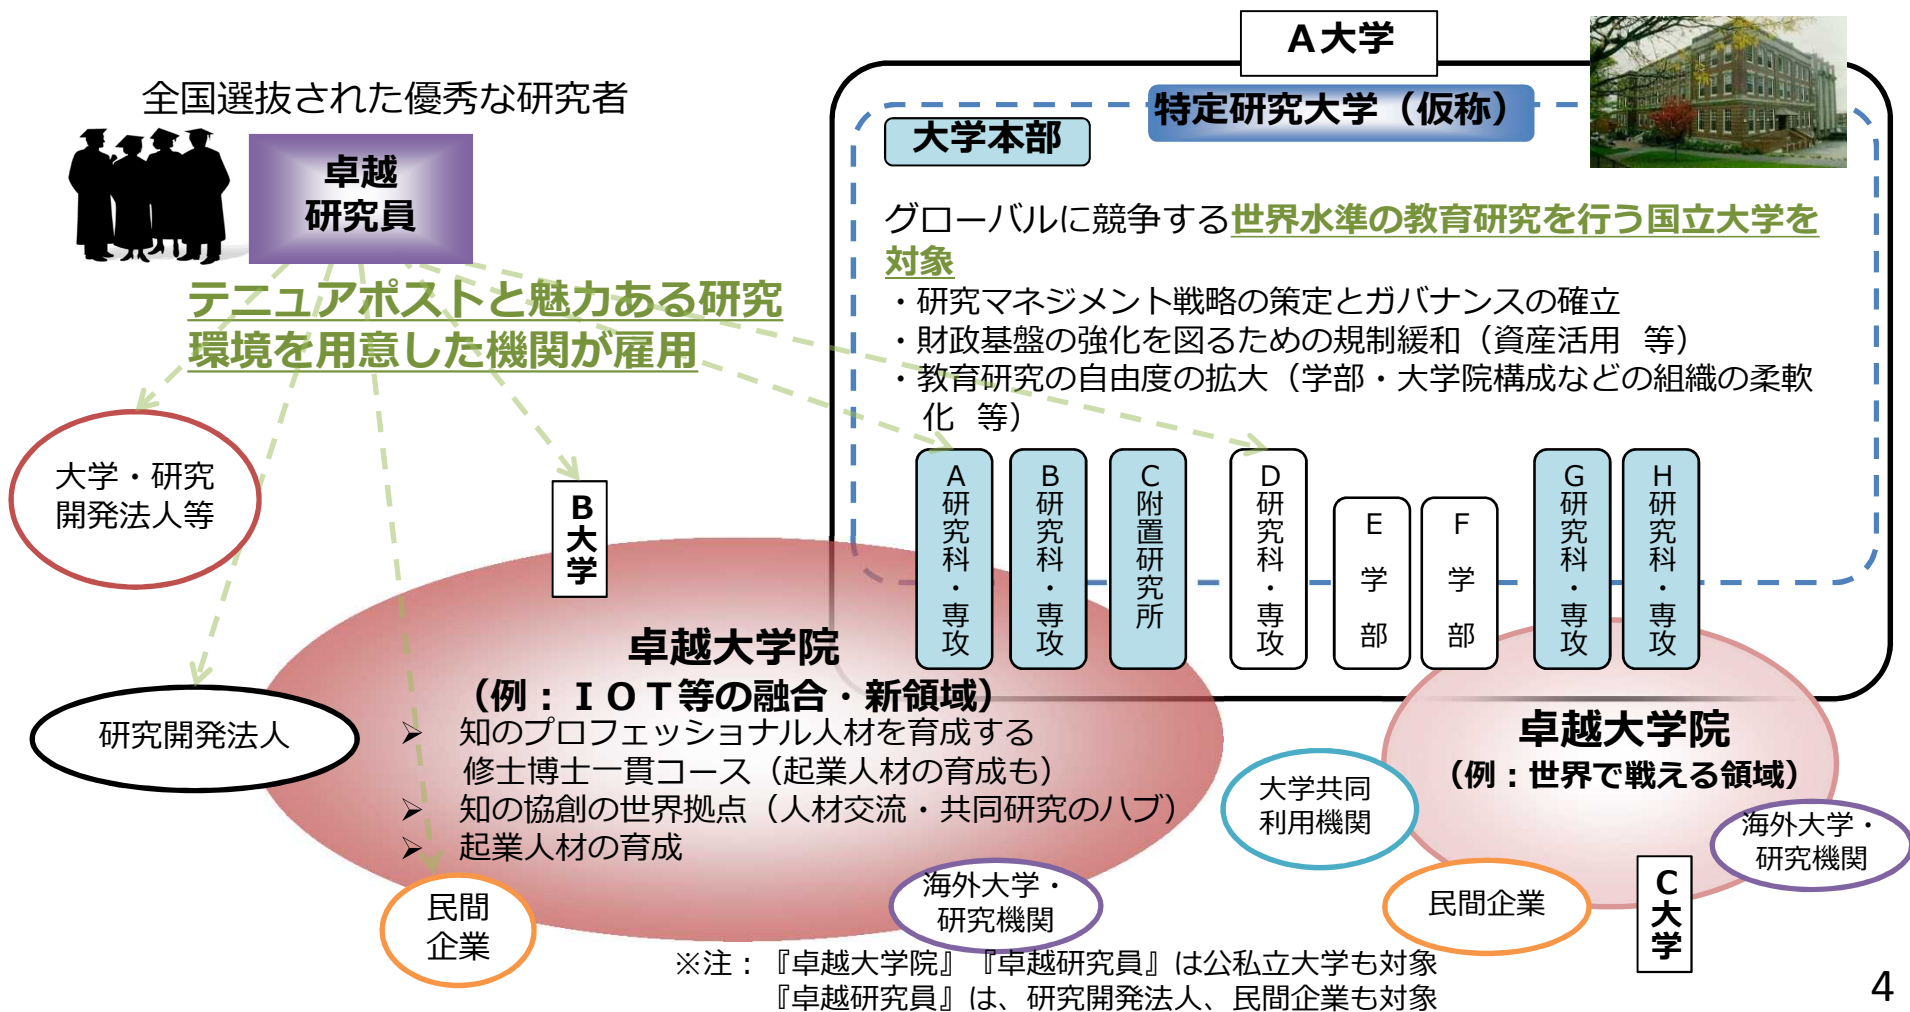 A大学
特定研究大学（仮称）
大学本部
全国選抜された優秀な研究者
卓越
研究員
グローバルに競争する世界水準の教育研究を行う国立大学を
対象
・研究マネジメント戦略の策定とガバナンスの確立
・財政基盤の強化を図るための規制緩和（資産活用 等）
・教育研究の自由度の拡大（学部・大学院構成などの組織の柔軟
化 等）
テニュアポストと魅力ある研究
環境を用意した機関が雇用
大学・研究
開発法人等
B大学
A研究科・専攻
B研究科・専攻
C附置研究所
D研究科・専攻
E学部
F学部
G研究科・専攻
H研究科・専攻
卓越大学院
（例：ＩＯＴ等の融合・新領域）
➢ 知のプロフェッショナル人材を育成する
修士博士一貫コース（起業人材の育成も）
➢ 知の協創の世界拠点（人材交流・共同研究のハブ）
➢ 起業人材の育成
研究開発法人
民間
企業
海外大学・
研究機関
大学共同
利用機関
卓越大学院
（例：世界で戦える領域）
海外大学・
研究機関
民間企業
C大学
※注：『卓越大学院』『卓越研究員』は公私立大学も対象
『卓越研究員』は、研究開発法人、民間企業も対象
4